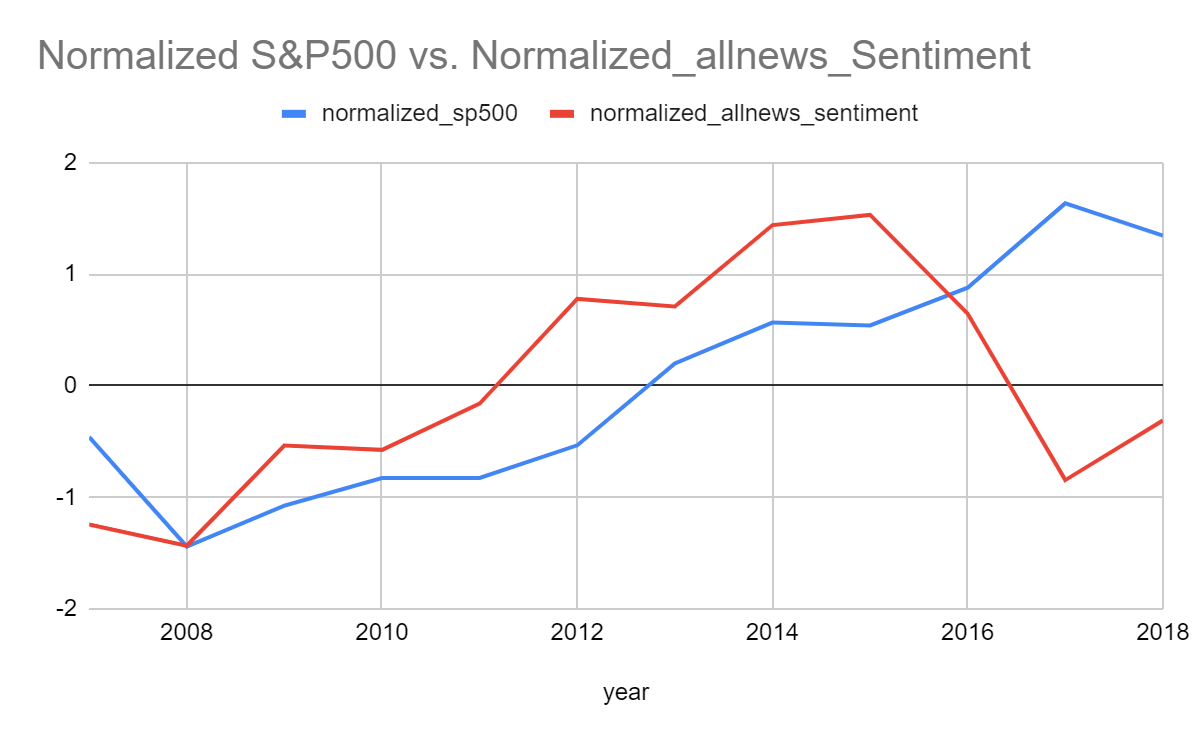 Normalized S&P500 vs. Normalized_allnews_Sentiment
normalized_sp500 normalized_allnews_sentiment
2
1
0
-1
-2
2008 2010 2012 2014 2016 2018
year